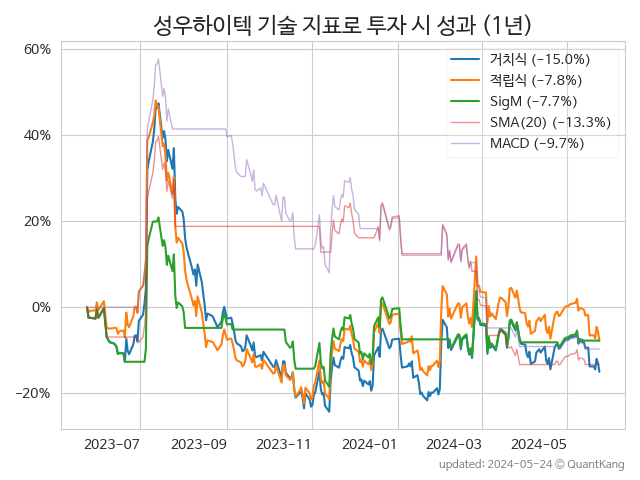 성우하이텍 기술 지표로 투자 시 성과 (1년)
60%
40%
20%
0%
−20%
거치식 (−15.0%)
적립식 (−7.8%)
SigM (−7.7%)
SMA(20) (−13.3%)
MACD (−9.7%)
2023−07 2023−09 2023−11 2024−01 2024−03 2024−05
updated: 2024−05−24 © QuantKang